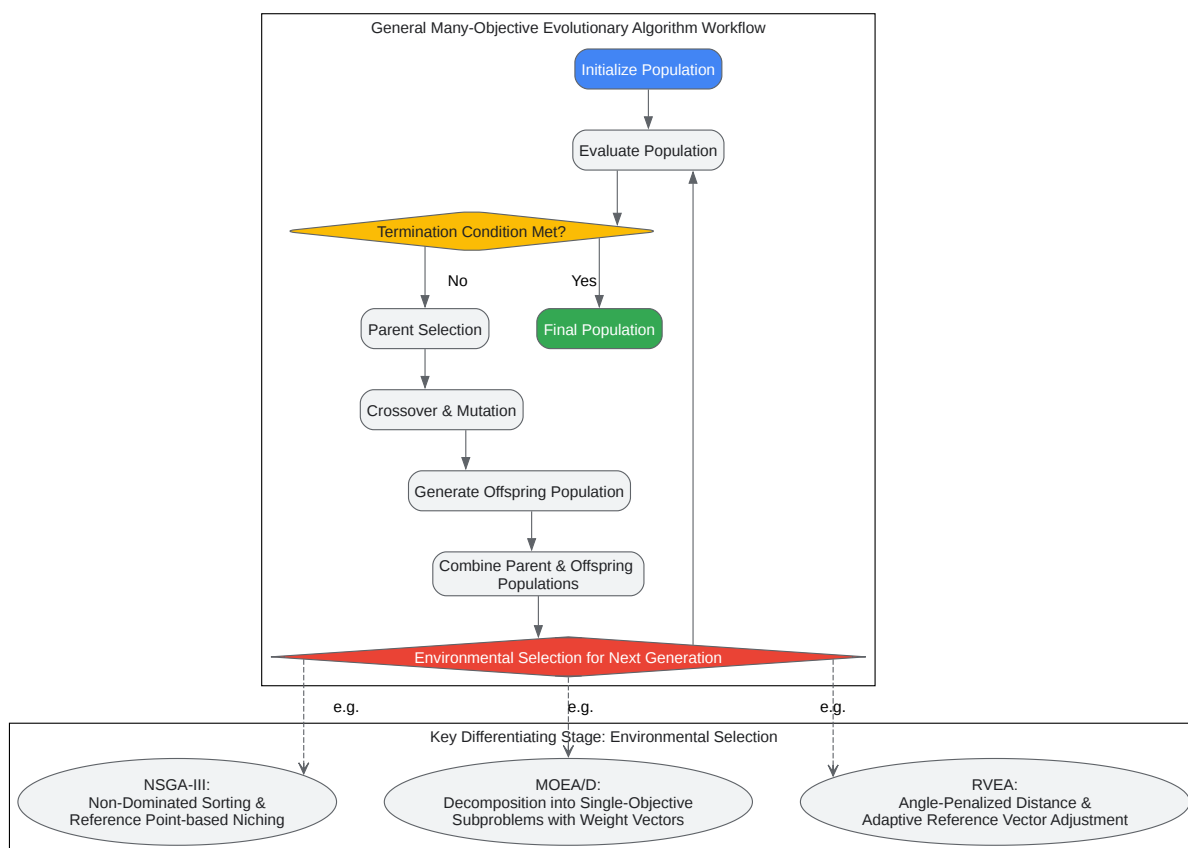 General Many-Objective Evolutionary Algorithm Workflow
Initialize Population
Evaluate Population
Termination Condition Met?
No
Yes
Parent Selection
Final Population
Crossover & Mutation
Generate Offspring Population
Combine Parent & Offspring
Populations
Environmental Selection for Next Generation
e.g.
e.g.
e.g.
Key Differentiating Stage: Environmental Selection
NSGA-III:
Non-Dominated Sorting &
Reference Point-based Niching
MOEA/D:
Decomposition into Single-Objective
Subproblems with Weight Vectors
RVEA:
Angle-Penalized Distance &
Adaptive Reference Vector Adjustment